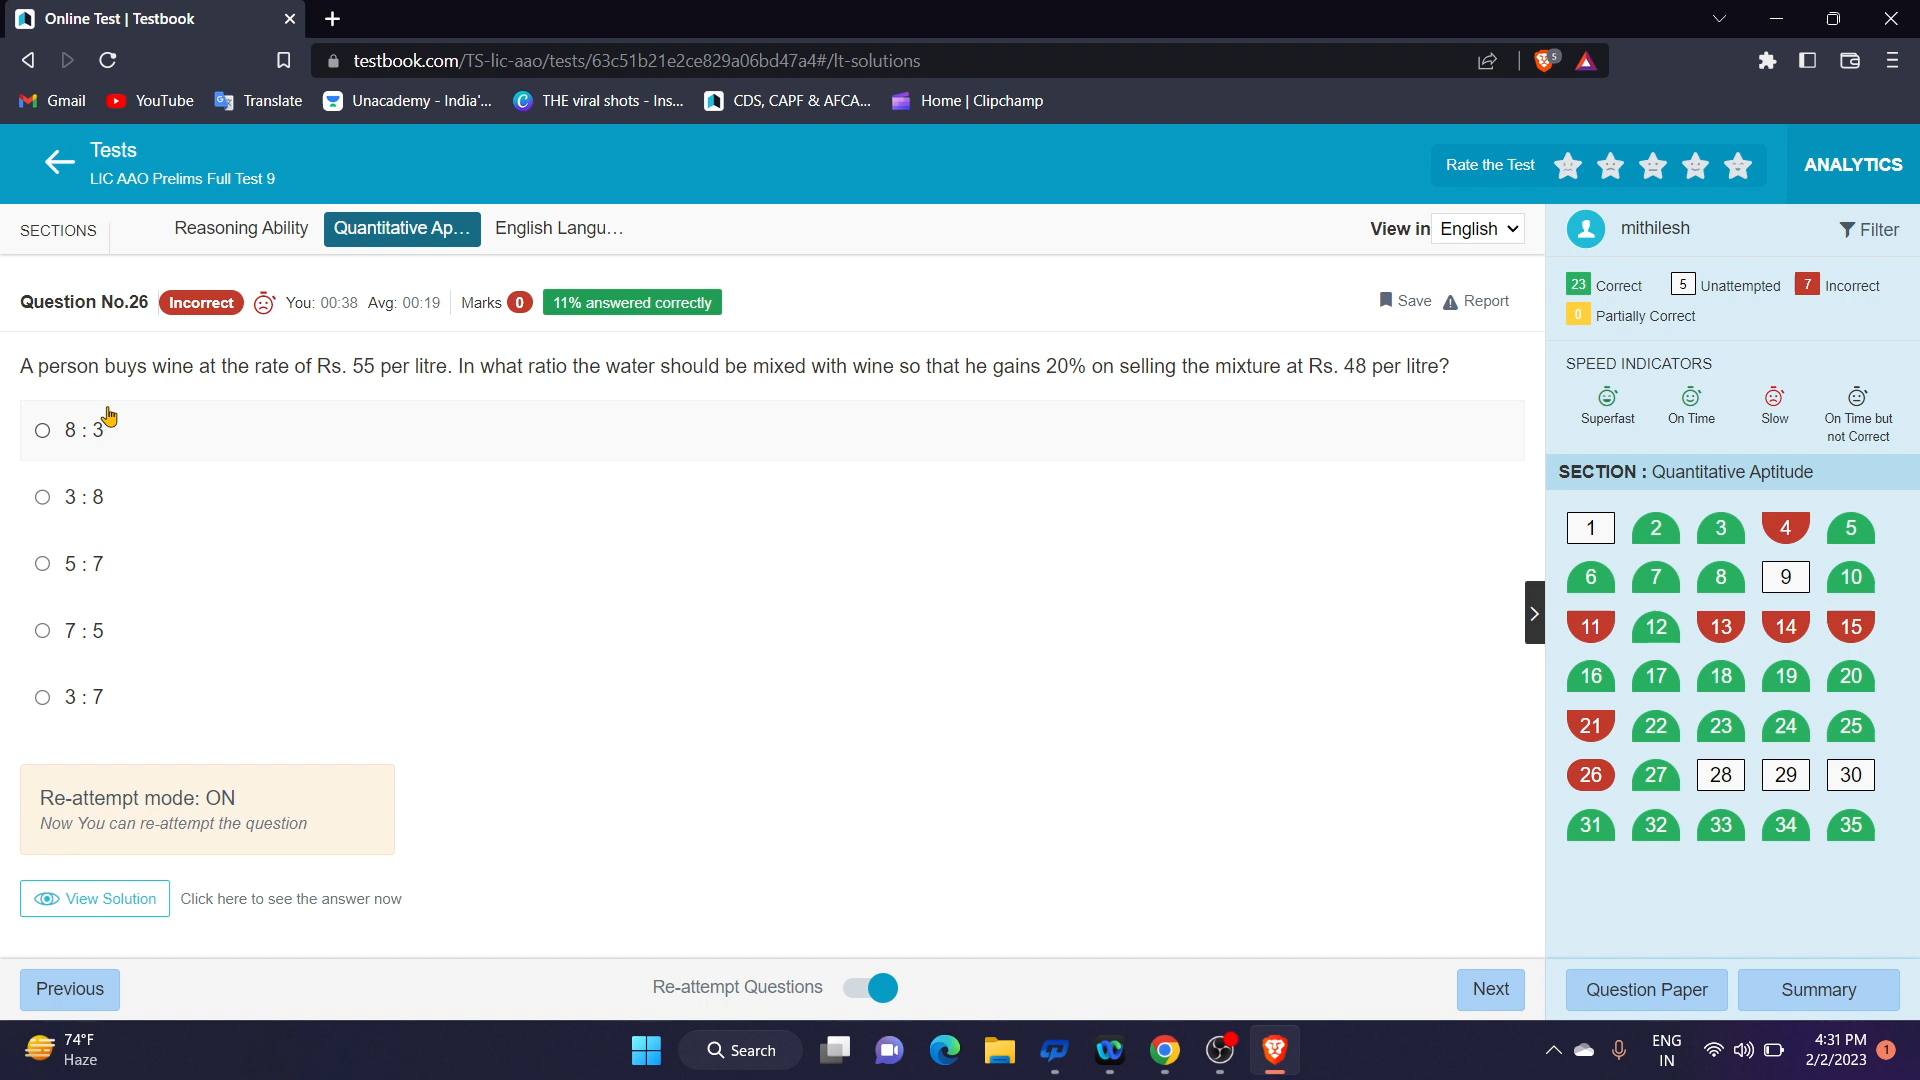 Online Test | Testbook
testbook.com/TS-lic-aao/tests/63c51b21e2ce829a06bd47a4#/lt-solutions
5
Gmail
YouTube
Translate
Unacademy - India'...
THE viral shots - Ins...
CDS, CAPF & AFCA...
Home | Clipchamp
Tests
LIC AAO Prelims Full Test 9
Rate the Test
ANALYTICS
SECTIONS
Reasoning Ability
Quantitative Ap...
English Langu...
View in English
mithilesh
Filter
Question No.26 Incorrect You: 00:38 Avg: 00:19 Marks 0 11% answered correctly
Save Report
23 Correct
5 Unattempted
7 Incorrect
0 Partially Correct
A person buys wine at the rate of Rs. 55 per litre. In what ratio the water should be mixed with wine so that he gains 20% on selling the mixture at Rs. 48 per litre?
8 : 3
3 : 8
5 : 7
7 : 5
3 : 7
Re-attempt mode: ON
Now You can re-attempt the question
View Solution
Click here to see the answer now
SPEED INDICATORS
Superfast
On Time
Slow
On Time but
not Correct
SECTION : Quantitative Aptitude
1 2 3 4 5
6 7 8 9 10
11 12 13 14 15
16 17 18 19 20
21 22 23 24 25
26 27 28 29 30
31 32 33 34 35
Previous
Re-attempt Questions
Next
Question Paper
Summary
74°F
Haze
Search
ENG
IN
4:31 PM
2/2/2023
1